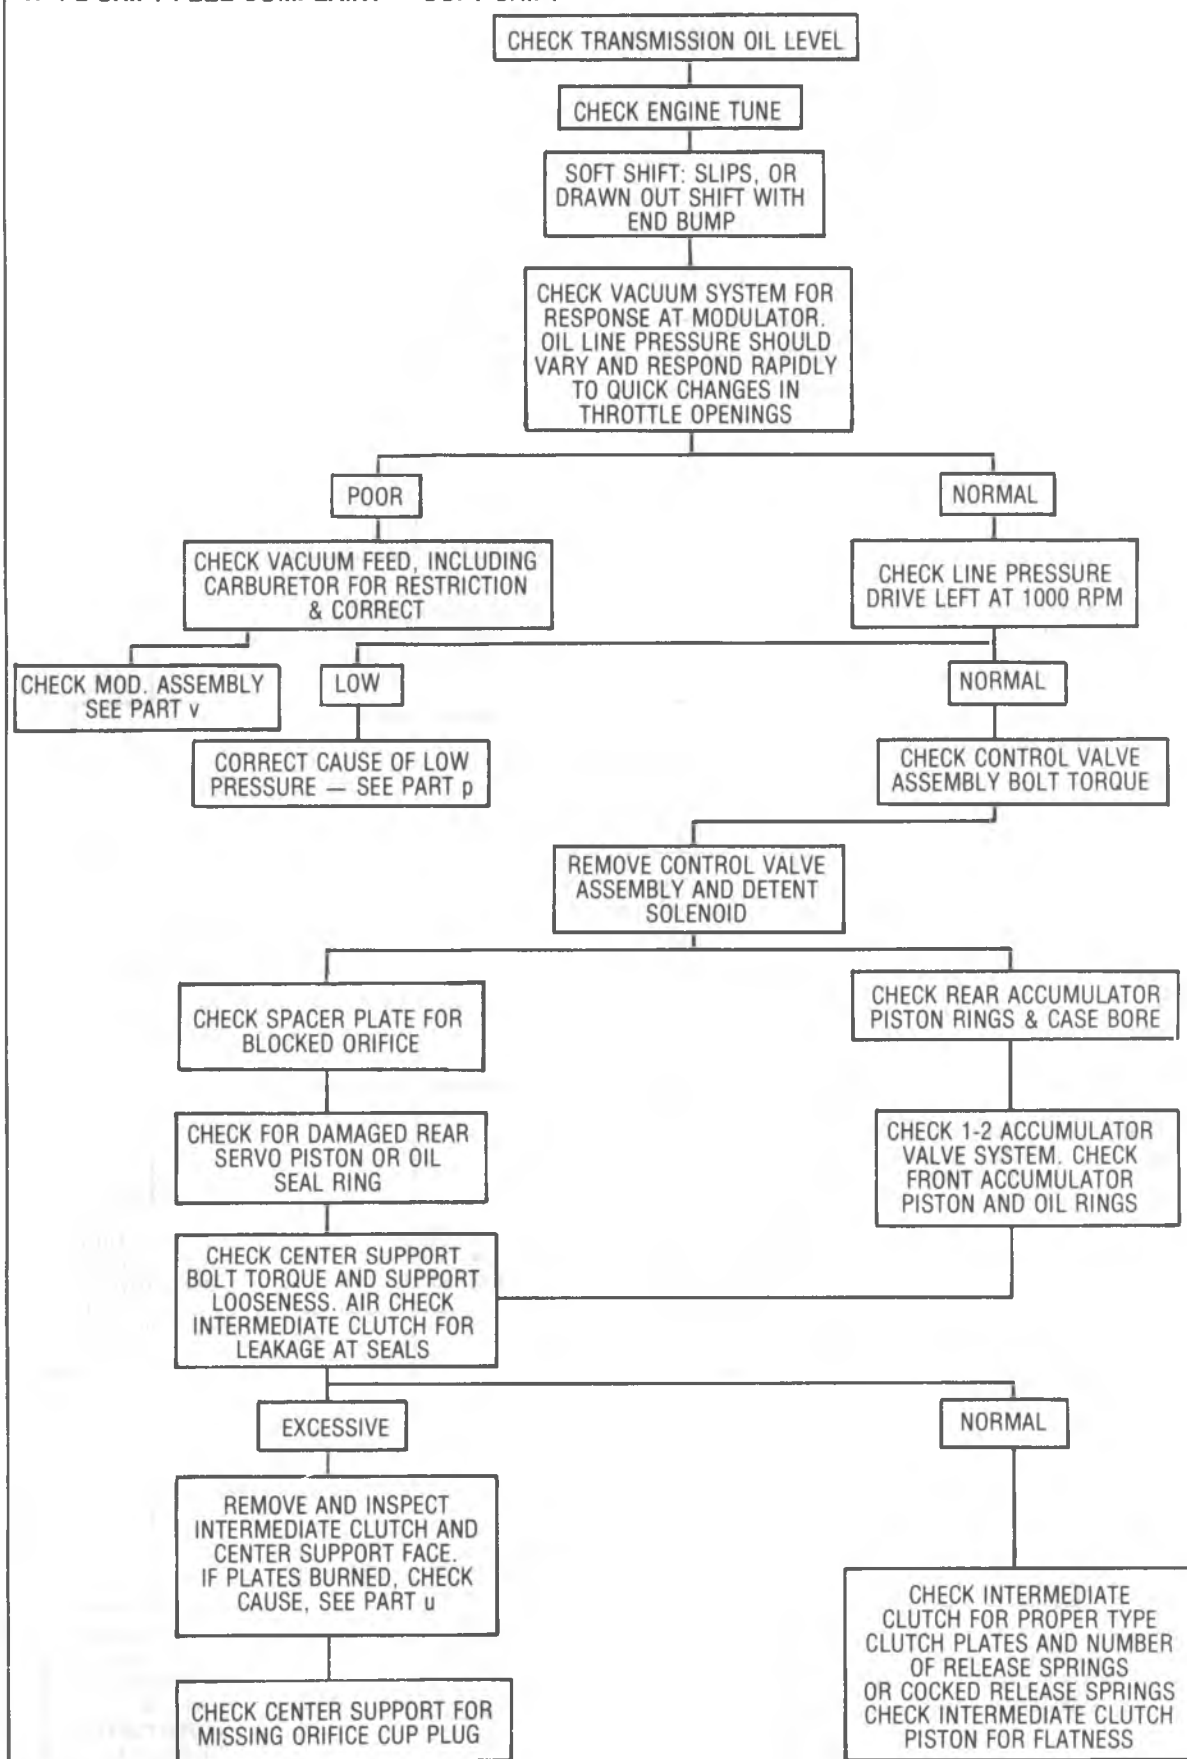 CHECK TRANSMISSION OIL LEVEL
CHECK ENGINE TUNE
SOFT SHIFT: SLIPS, OR
DRAWN OUT SHIFT WITH
END BUMP
CHECK VACUUM SYSTEM FOR
RESPONSE AT MODULATOR.
OIL LINE PRESSURE SHOULD
VARY AND RESPOND RAPIDLY
TO QUICK CHANGES IN
THROTTLE OPENINGS
POOR
NORMAL
CHECK VACUUM FEED, INCLUDING
CARBURETOR FOR RESTRICTION
& CORRECT
CHECK LINE PRESSURE
DRIVE LEFT AT 1000 RPM
CHECK MOD. ASSEMBLY
SEE PART v
LOW
NORMAL
CORRECT CAUSE OF LOW
PRESSURE — SEE PART p
CHECK CONTROL VALVE
ASSEMBLY BOLT TORQUE
REMOVE CONTROL VALVE
ASSEMBLY AND DETENT
SOLENOID
CHECK SPACER PLATE FOR
BLOCKED ORIFICE
CHECK REAR ACCUMULATOR
PISTON RINGS & CASE BORE
CHECK FOR DAMAGED REAR
SERVO PISTON OR OIL
SEAL RING
CHECK 1-2 ACCUMULATOR
VALVE SYSTEM. CHECK
FRONT ACCUMULATOR
PISTON AND OIL RINGS
CHECK CENTER SUPPORT
BOLT TORQUE AND SUPPORT
LOOSENESS. AIR CHECK
INTERMEDIATE CLUTCH FOR
LEAKAGE AT SEALS
EXCESSIVE
NORMAL
REMOVE AND INSPECT
INTERMEDIATE CLUTCH AND
CENTER SUPPORT FACE.
IF PLATES BURNED, CHECK
CAUSE, SEE PART u
CHECK INTERMEDIATE
CLUTCH FOR PROPER TYPE
CLUTCH PLATES AND NUMBER
OF RELEASE SPRINGS
OR COCKED RELEASE SPRINGS
CHECK INTERMEDIATE CLUTCH
PISTON FOR FLATNESS
CHECK CENTER SUPPORT FOR
MISSING ORIFICE CUP PLUG